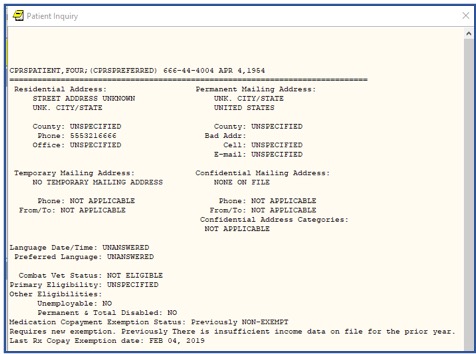 Patient Inquiry
CPRSPATIENT,FOUR;(CPRSPREFERRED) 666-44-4004 APR 4,1954
Residential Address: Permanent Mailing Address:
STREET ADDRESS UNKNOWN UNK. CITY/STATE
UNK. CITY/STATE UNITED STATES
County: UNSPECIFIED County: UNSPECIFIED
Phone: 5553216666 Bad Addr:
Office: UNSPECIFIED Cell: UNSPECIFIED
E-mail: UNSPECIFIED
Temporary Mailing Address: Confidential Mailing Address:
NO TEMPORARY MAILING ADDRESS NONE ON FILE
Phone: NOT APPLICABLE Phone: NOT APPLICABLE
From/To: NOT APPLICABLE From/To: NOT APPLICABLE
Confidential Address Categories:
NOT APPLICABLE
Language Date/Time: UNANSWERED
Preferred Language: UNANSWERED
Combat Vet Status: NOT ELIGIBLE
Primary Eligibility: UNSPECIFIED
Other Eligibilities:
Unemployable: NO
Permanent & Total Disabled: NO
Medication Copayment Exemption Status: Previously NON-EXEMPT
Requires new exemption. Previously There is insufficient income data on file for the prior year.
Last Rx Copay Exemption date: FEB 04, 2019